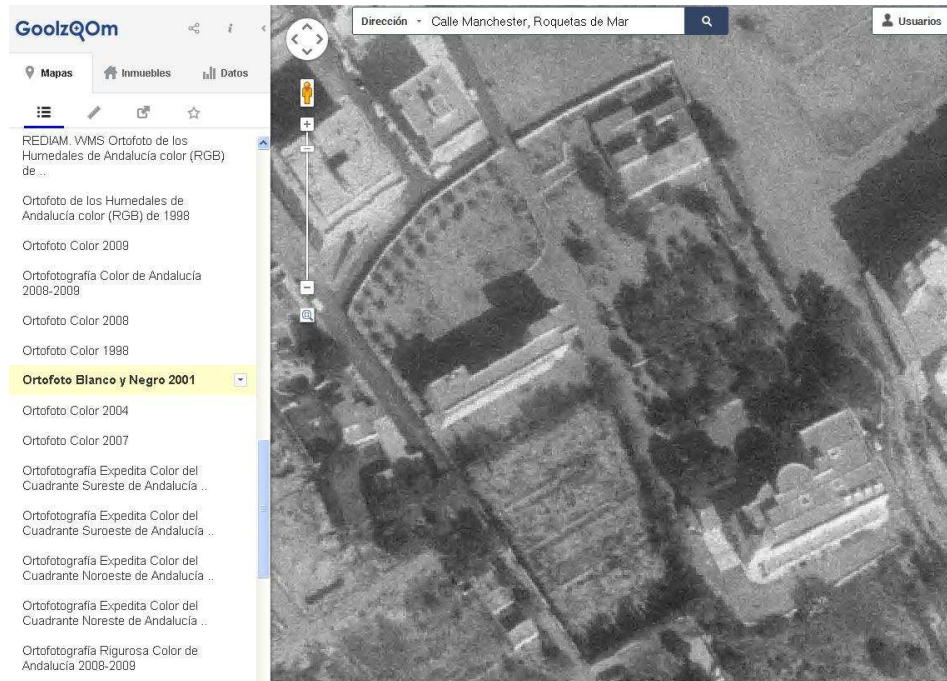 GoolzOOm
i
Mapas
Inmuebles
Datos
REDIAM. WMS Ortofoto de los
Humedales de Andalucía color (RGB)
de ..
Ortofoto de los Humedales de
Andalucía color (RGB) de 1998
Ortofoto Color 2009
Ortofotografía Color de Andalucía
2008-2009
Ortofoto Color 2008
Ortofoto Color 1998
Ortofoto Blanco y Negro 2001
Ortofoto Color 2004
Ortofoto Color 2007
Ortofotografía Expedita Color del
Cuadrante Sureste de Andalucía ..
Ortofotografía Expedita Color del
Cuadrante Suroeste de Andalucía ..
Ortofotografía Expedita Color del
Cuadrante Noroeste de Andalucía ..
Ortofotografía Expedita Color del
Cuadrante Noreste de Andalucía ..
Ortofotografía Rigurosa Color de
Andalucía 2008-2009
Dirección
Calle Manchester, Roquetas de Mar
Usuarios